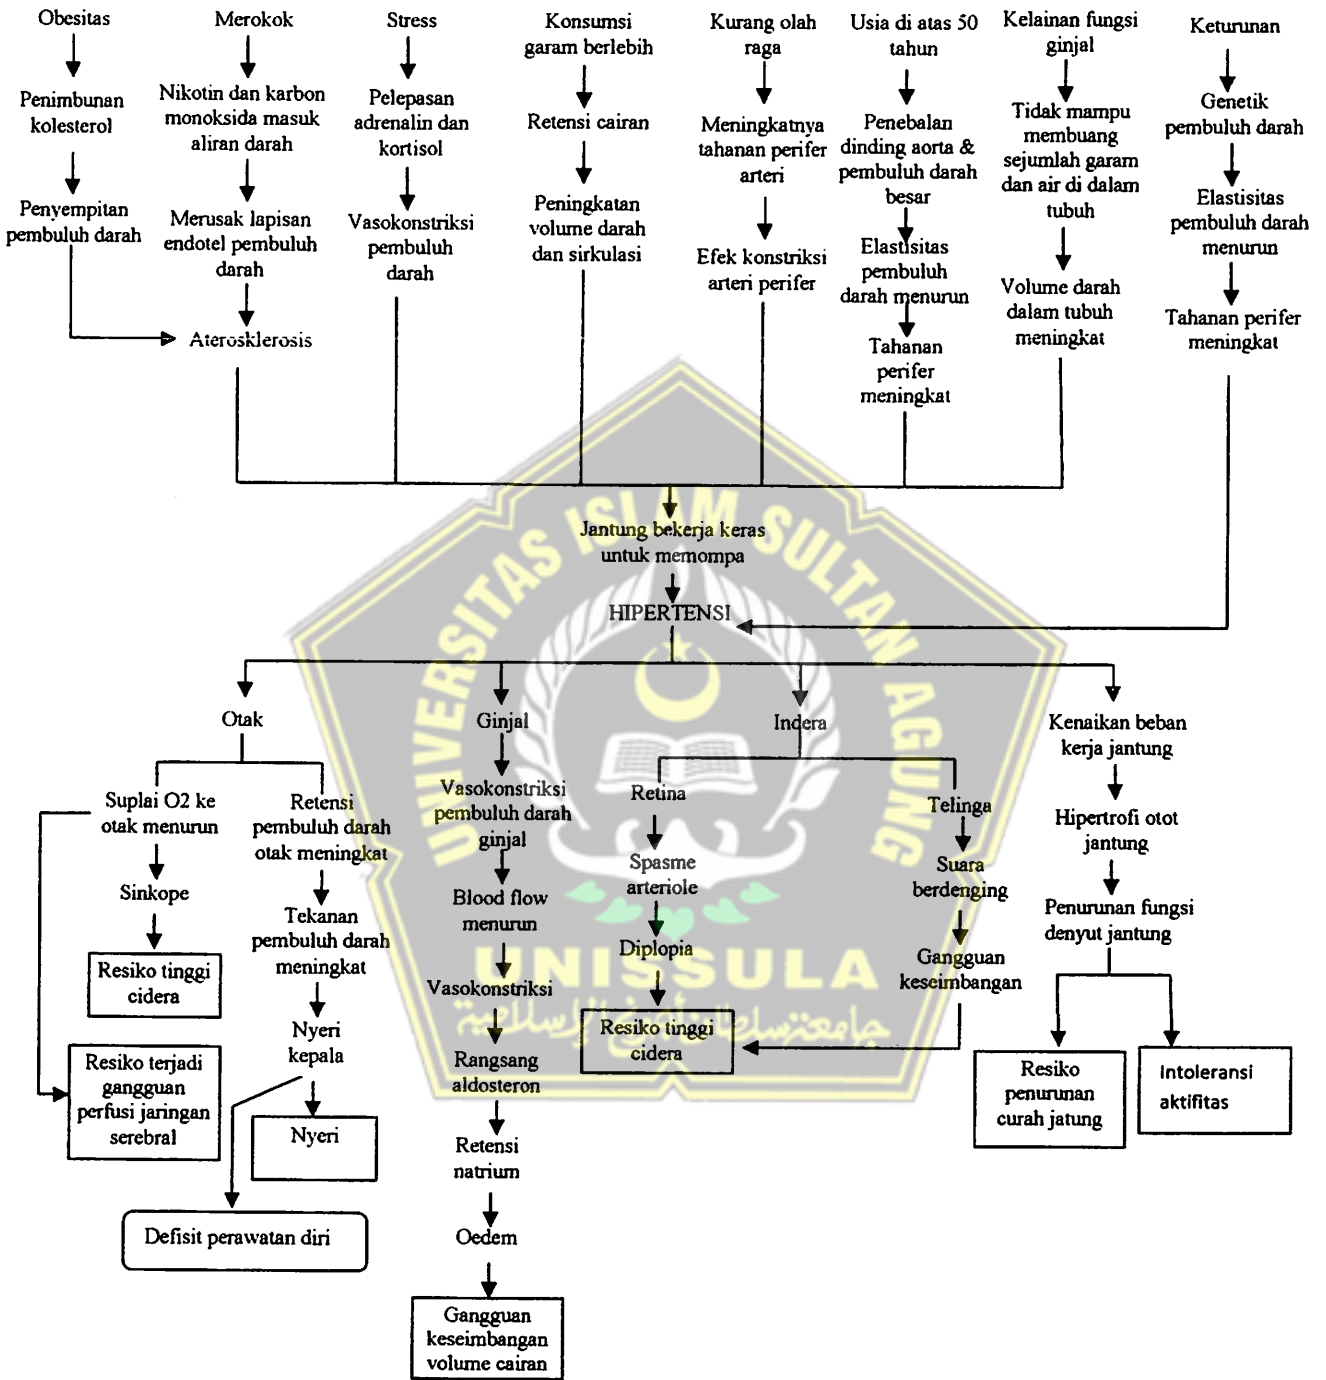 Obesitas
Merokok
Stress
Konsumsi
garam berlebih
Kurang olah
raga
Usia di atas 50
tahun
Kelainan fungsi
ginjal
Keturunan
Penimbunan
kolesterol
Nikotin dan karbon
monoksida masuk
aliran darah
Pelepasan
adrenalin dan
kortisol
Retensi cairan
Meningkatnya
tahanan perifer
arteri
Penebalan
dinding aorta &
pembuluh darah
besar
Tidak mampu
membuang
sejumlah garam
dan air di dalam
tubuh
Genetik
pembuluh darah
Penyempitan
pembuluh darah
Merusak lapisan
endotel pembuluh
darah
Vasokonstriksi
pembuluh
darah
Peningkatan
volume darah
dan sirkulasi
Efek konstriksi
arteri perifer
Elastisitas
pembuluh
darah menurun
Volume darah
dalam tubuh
meningkat
Elastisitas
pembuluh darah
menurun
Aterosklerosis
Tahanan
perifer
meningkat
Tahanan perifer
meningkat
Jantung bekerja keras
untuk memompa
HIPERTENSI
UNIVERSITAS ISLAM SULTAN AGUNG
Otak
Ginjal
Indera
Kenaikan beban
kerja jantung
Suplai O2 ke
otak menurun
Retensi
pembuluh darah
otak meningkat
Vasokonstriksi
pembuluh darah
ginjal
Retina
Telinga
Hipertrofi otot
jantung
Sinkope
Tekanan
pembuluh darah
meningkat
Blood flow
menurun
Spasme
arteriole
Suara
berdenging
Penurunan fungsi
denyut jantung
Resiko tinggi
cidera
Vasokonstriksi
Diplopia
Gangguan
keseimbangan
UNISSULA
جامعة سلطان أجونج الإسلامية
Resiko terjadi
gangguan
perfusi jaringan
serebral
Nyeri
kepala
Rangsang
aldosteron
Resiko tinggi
cidera
Resiko
penurunan
curah jatung
Intoleransi
aktifitas
Nyeri
Retensi
natrium
Defisit perawatan diri
Oedem
Gangguan
keseimbangan
volume cairan